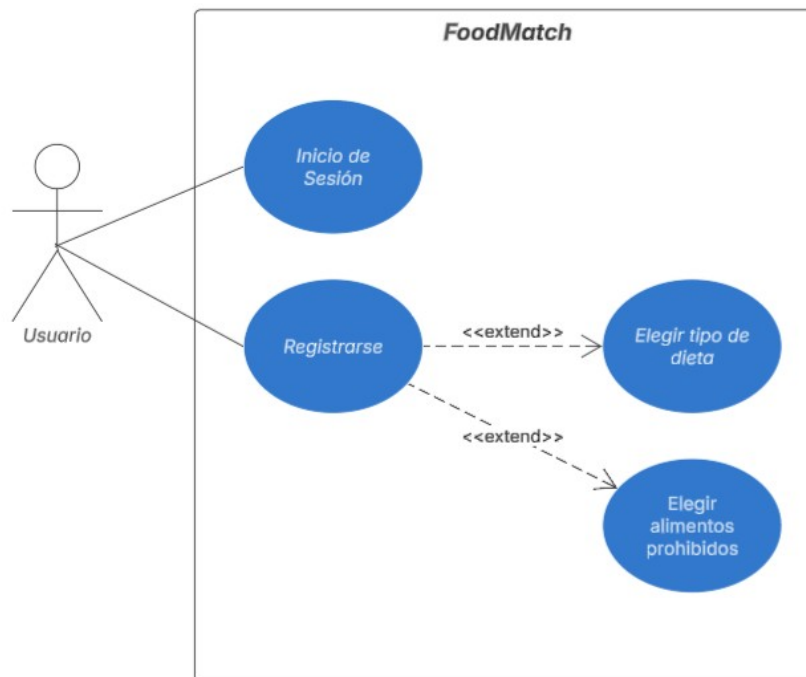 FoodMatch
Inicio de
Sesión
Usuario
Registrarse
<<extend>>
Elegir tipo de
dieta
<<extend>>
Elegir
alimentos
prohibidos